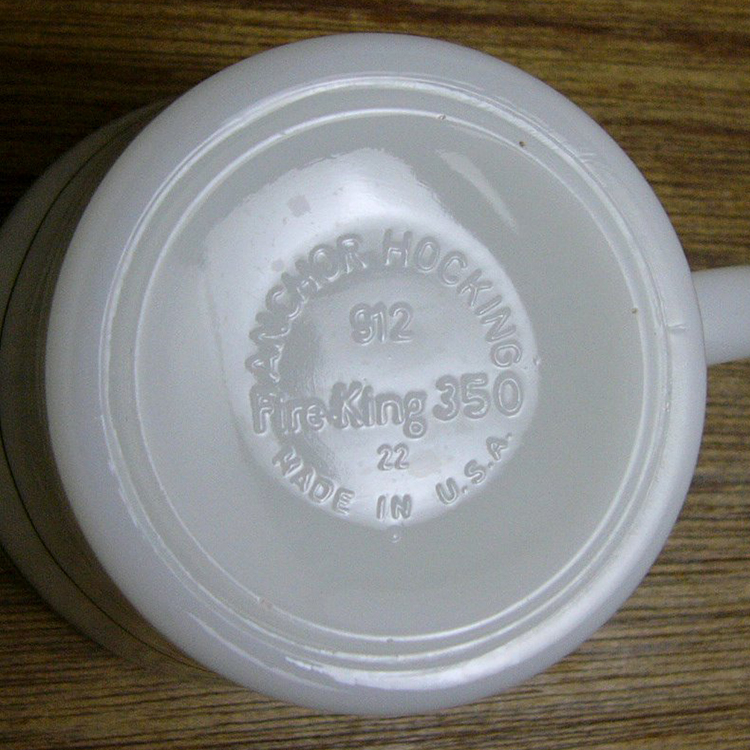 ANCHOR HOCKING
912
Fire-King 350
22
MADE IN U.S.A.